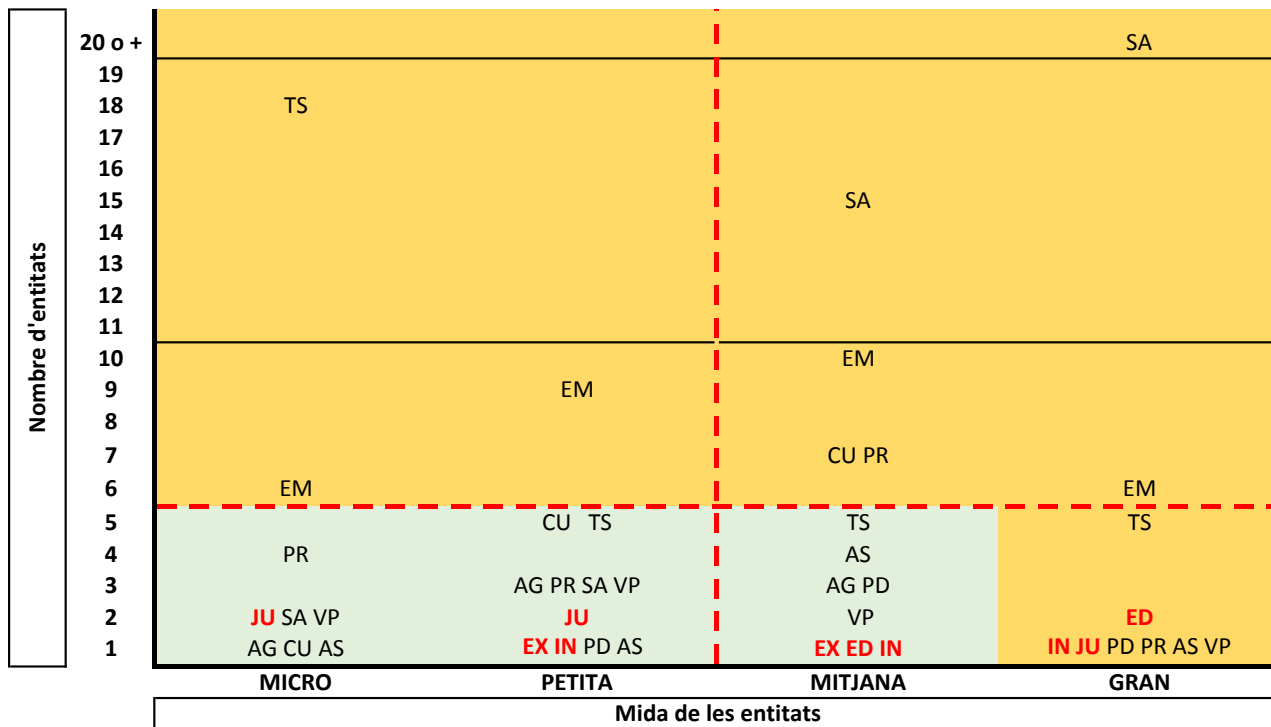 Nombre d'entitats
20 o + SA
19
18 TS
17
16
15 SA
14
13
12
11
10 EM
9 EM
8
7 CU PR
6 EM EM
5 CU TS TS TS
4 PR AS
3 AG PR SA VP AG PD
2 JU SA VP JU VP ED
1 AG CU AS EX IN PD AS EX ED IN IN JU PD PR AS VP
MICRO PETITA MITJANA GRAN
Mida de les entitats